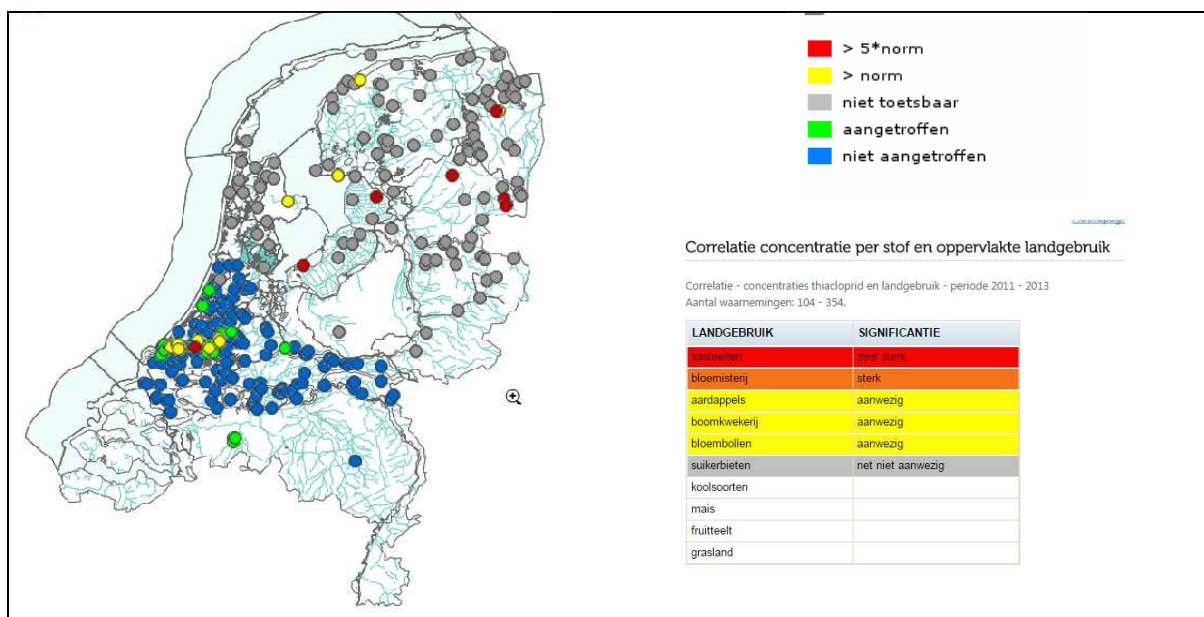 > 5*norm
> norm
niet toetsbaar
aangetroffen
niet aangetroffen
Correlatie concentratie per stof en oppervlakte landgebruik
Correlatie - concentraties thiacloprid en landgebruik - periode 2011 - 2013
Aantal waarnemingen: 104 - 354.
LANDGEBRUIK SIGNIFICANTIE
kasteelten zeer sterk
bloemisterij sterk
aardappels aanwezig
boomkwekerij aanwezig
bloembollen aanwezig
suikerbieten net niet aanwezig
koolsoorten
mais
fruitteelt
grasland